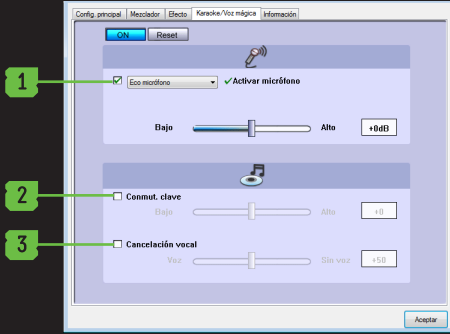 Config. principal Mezclador Efecto Karaoke/Voz mágica Información
ON Reset
1 Eco micrófono Activar micrófono
Bajo Alto +0dB
2 Conmut. clave
Bajo Alto +0
3 Cancelación vocal
Voz Sin voz +50
Aceptar